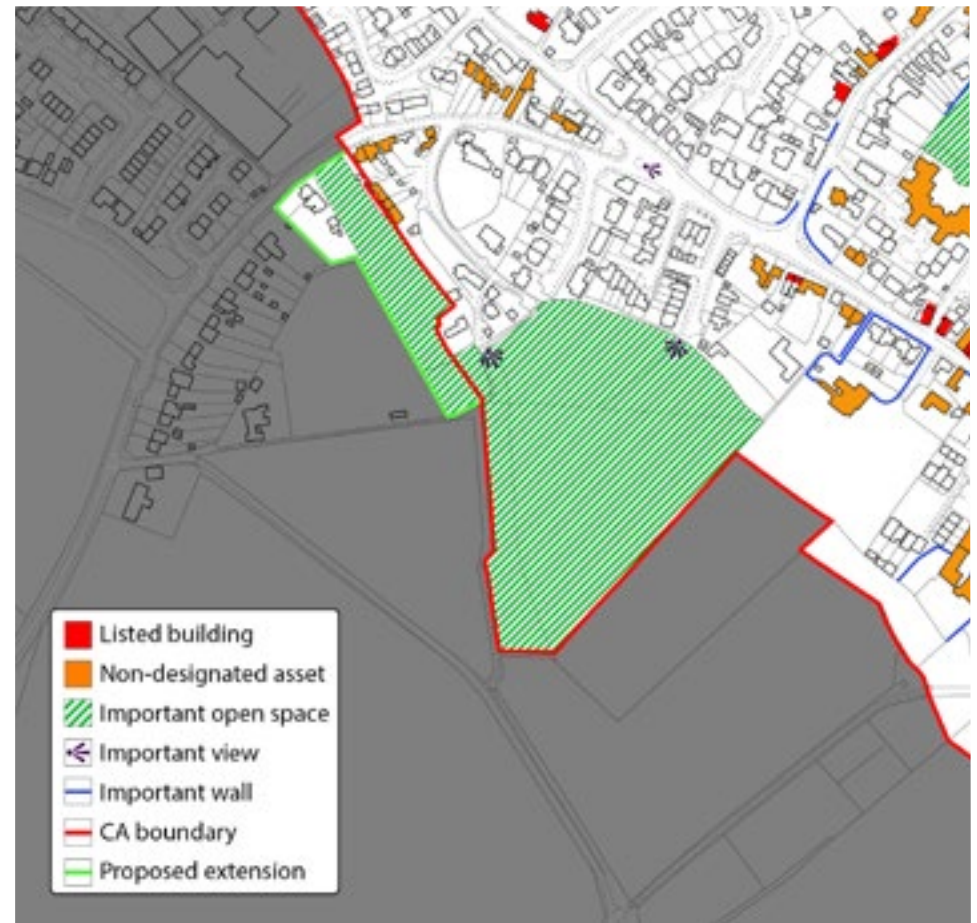 Listed building
Non-designated asset
Important open space
Important view
Important wall
CA boundary
Proposed extension